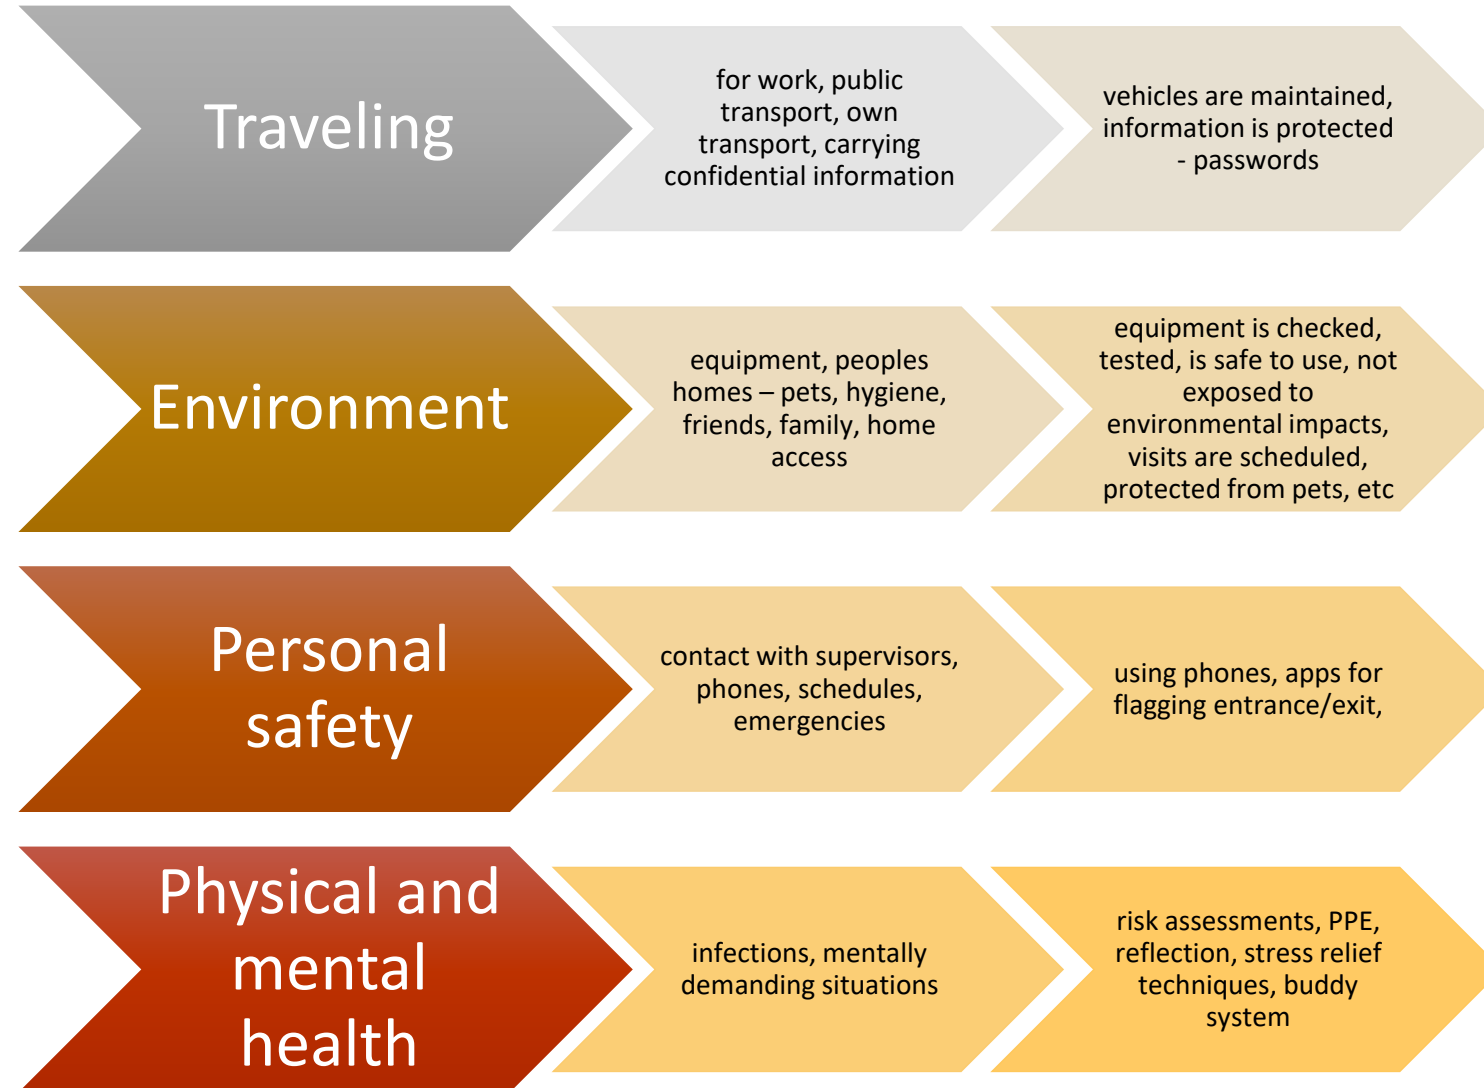 Traveling
for work, public
transport, own
transport, carrying
confidential information
vehicles are maintained,
information is protected
- passwords
Environment
equipment, peoples
homes – pets, hygiene,
friends, family, home
access
equipment is checked,
tested, is safe to use, not
exposed to
environmental impacts,
visits are scheduled,
protected from pets, etc
Personal
safety
contact with supervisors,
phones, schedules,
emergencies
using phones, apps for
flagging entrance/exit,
Physical and
mental
health
infections, mentally
demanding situations
risk assessments, PPE,
reflection, stress relief
techniques, buddy
system